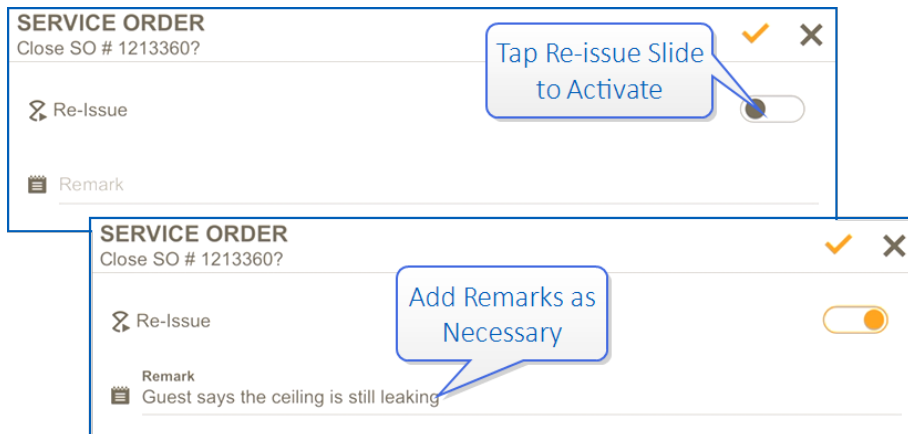 SERVICE ORDER
Close SO # 1213360?
Tap Re-issue Slide
to Activate
Re-Issue
Remark
SERVICE ORDER
Close SO # 1213360?
Add Remarks as
Necessary
Re-Issue
Remark
Guest says the ceiling is still leaking